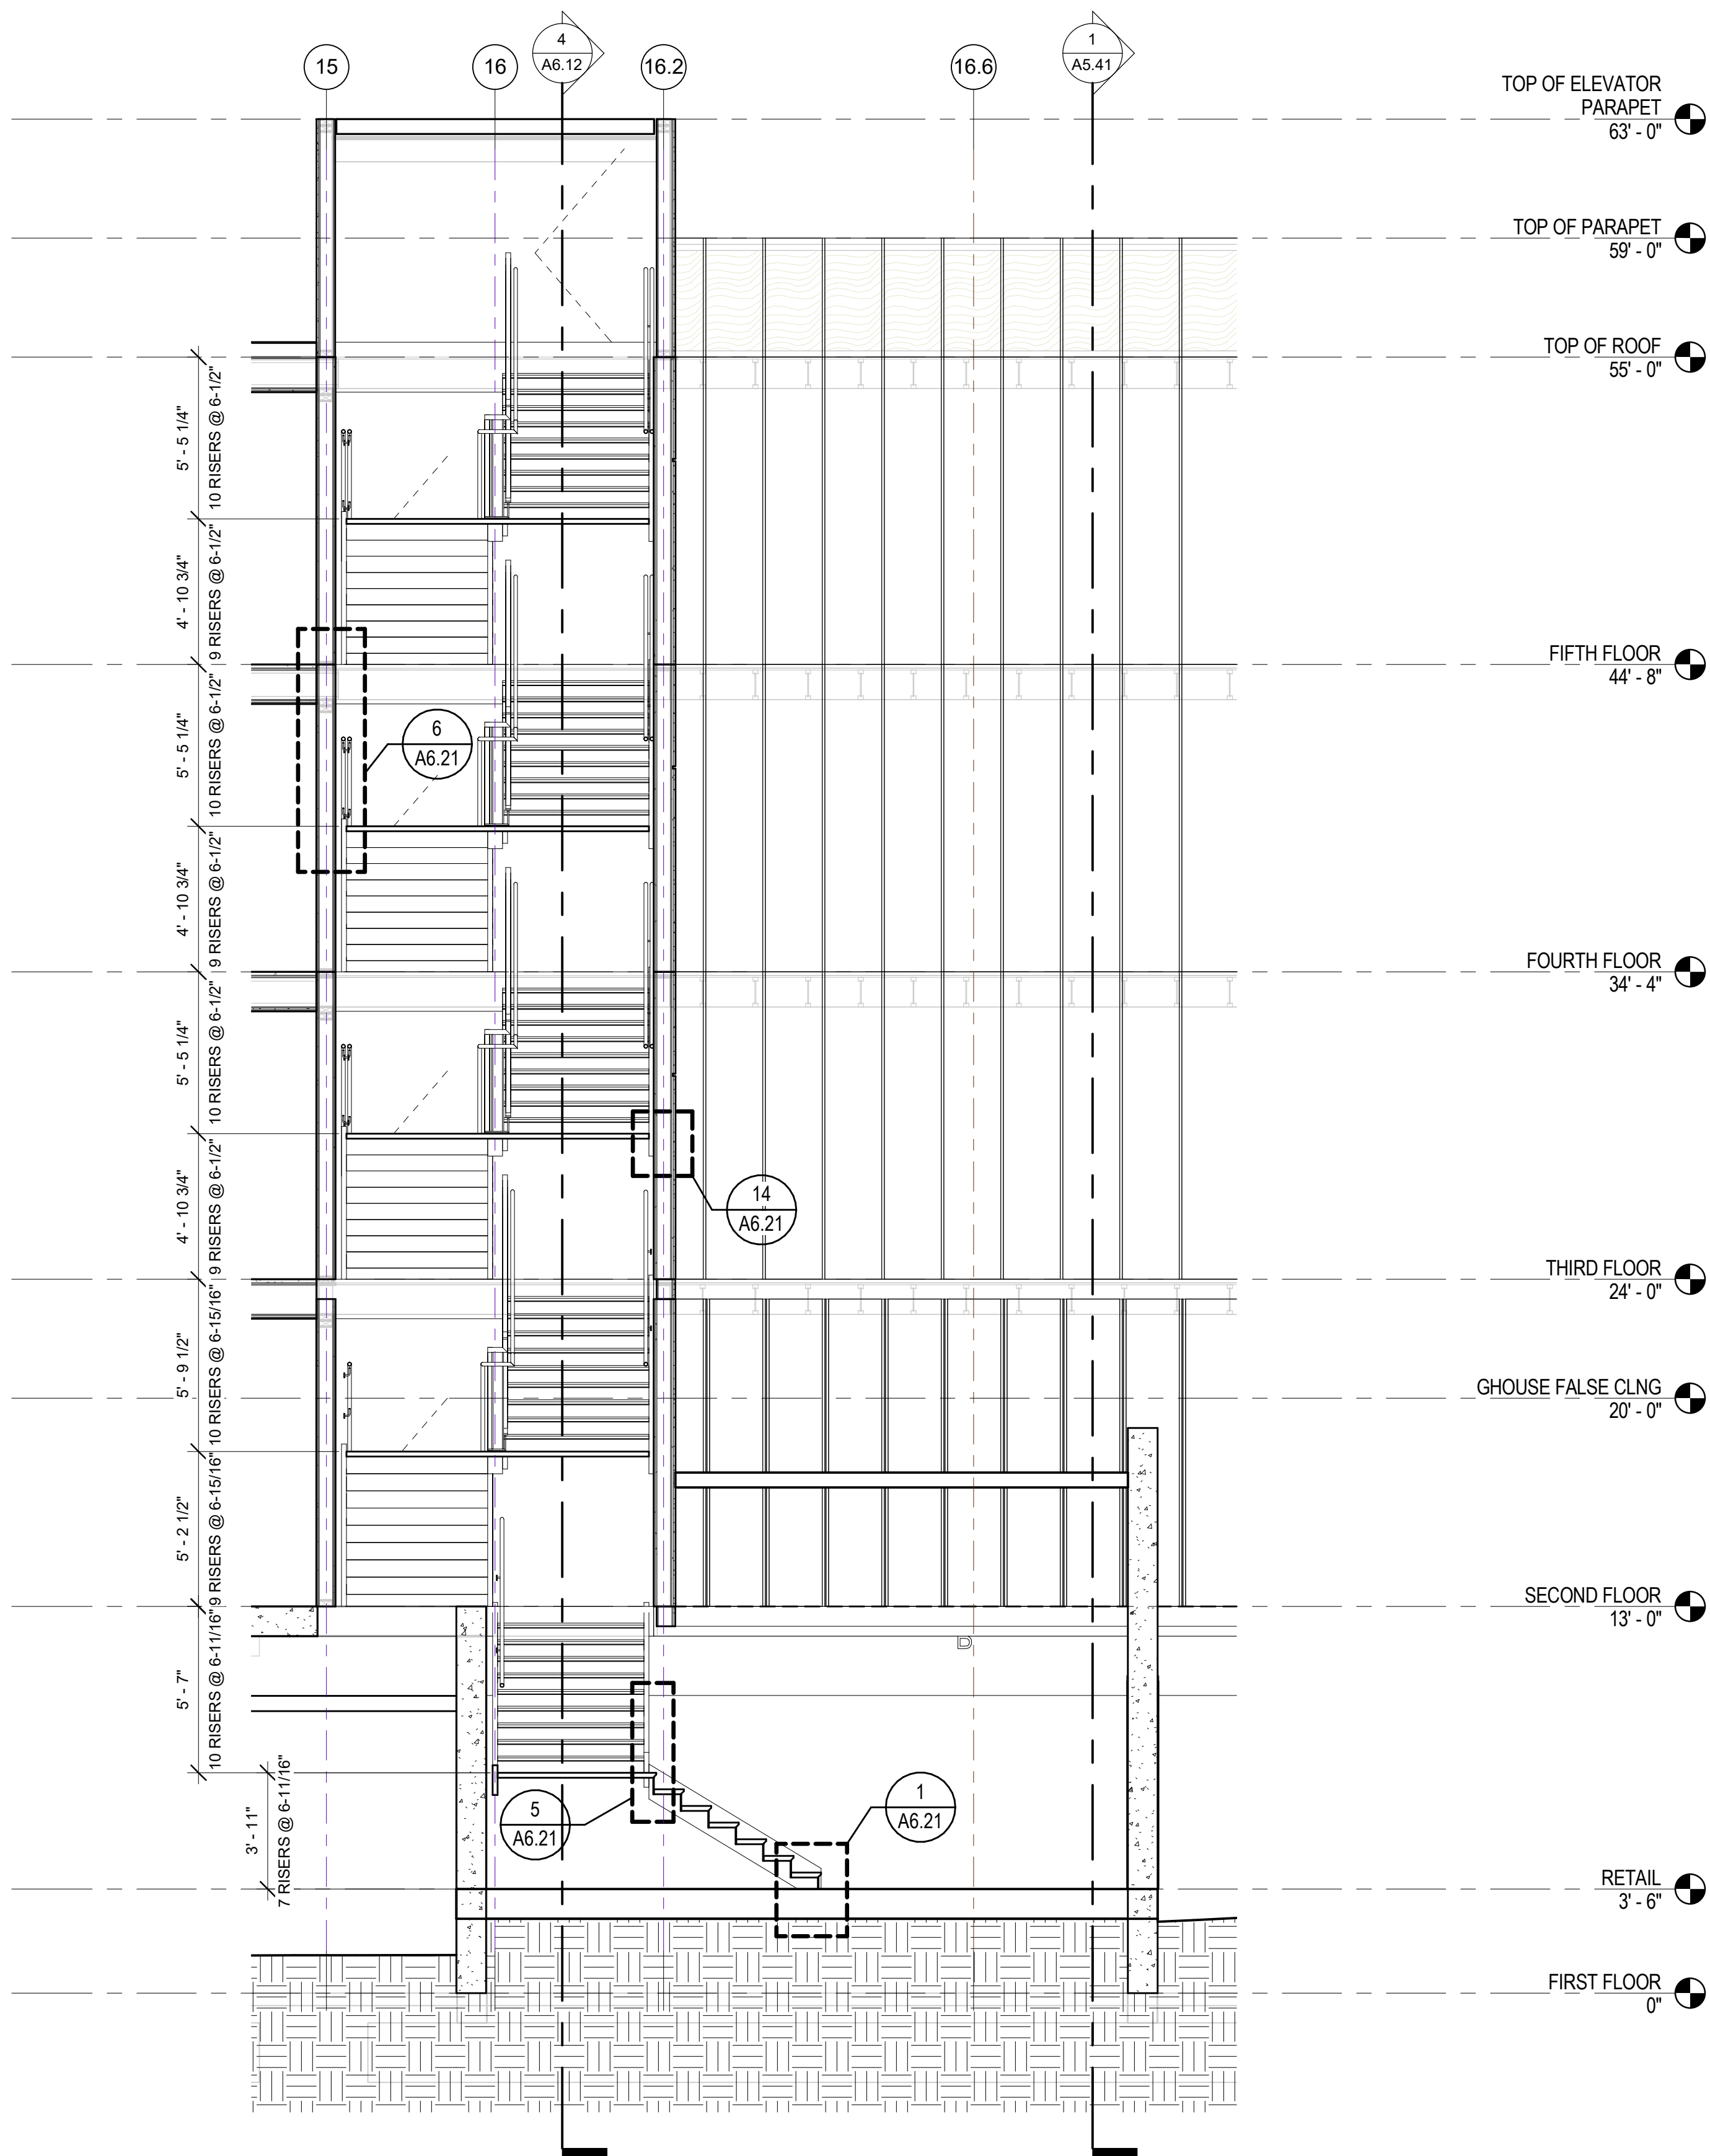 15
16
4
A6.12
16.2
16.6
1
A5.41
TOP OF ELEVATOR
PARAPET
63' - 0"
TOP OF PARAPET
59' - 0"
TOP OF ROOF
55' - 0"
5' - 5 1/4"
10 RISERS @ 6-1/2"
4' - 10 3/4"
9 RISERS @ 6-1/2"
FIFTH FLOOR
44' - 8"
5' - 5 1/4"
10 RISERS @ 6-1/2"
6
A6.21
4' - 10 3/4"
9 RISERS @ 6-1/2"
FOURTH FLOOR
34' - 4"
5' - 5 1/4"
10 RISERS @ 6-1/2"
4' - 10 3/4"
9 RISERS @ 6-1/2"
14
A6.21
THIRD FLOOR
24' - 0"
5' - 9 1/2"
10 RISERS @ 6-15/16"
GHOUSE FALSE CLNG
20' - 0"
5' - 2 1/2"
9 RISERS @ 6-15/16"
SECOND FLOOR
13' - 0"
5' - 7"
10 RISERS @ 6-11/16"
3' - 11"
7 RISERS @ 6-11/16"
5
A6.21
1
A6.21
RETAIL
3' - 6"
FIRST FLOOR
0"